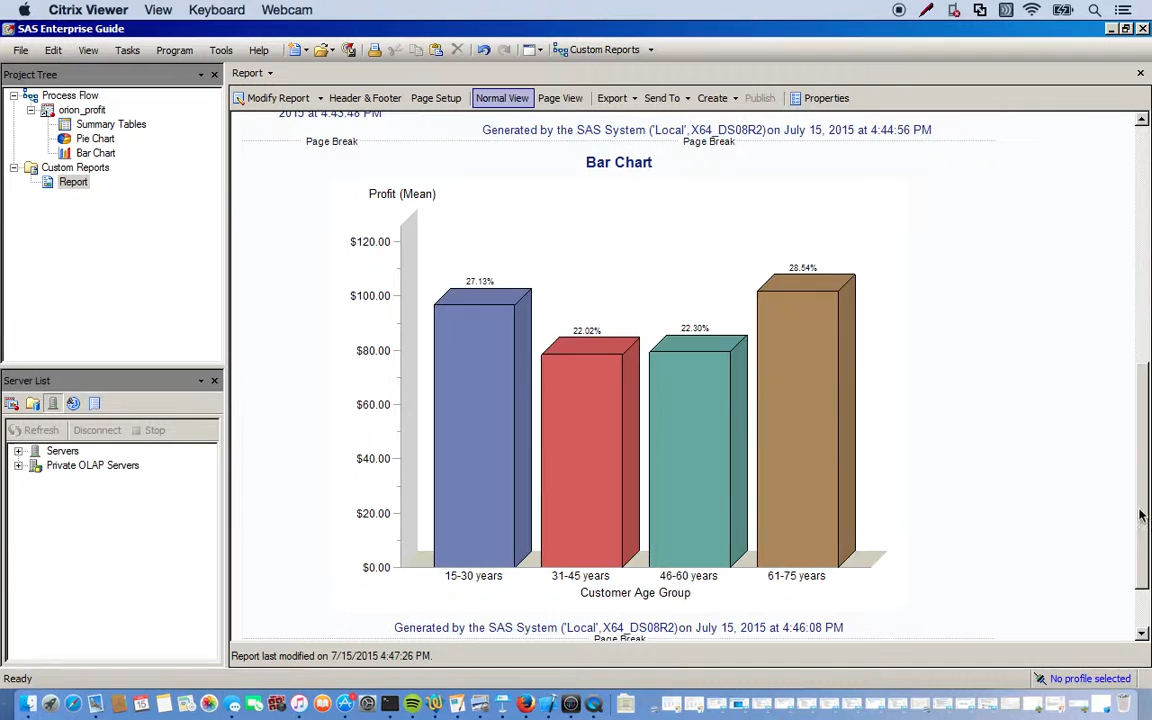 Citrix Viewer View Keyboard Webcam
SAS Enterprise Guide
File Edit View Tasks Program Tools Help Custom Reports
Project Tree
Report
Process Flow
orion_profit
Summary Tables
Pie Chart
Bar Chart
Custom Reports
Report
Modify Report Header & Footer Page Setup Normal View Page View Export Send To Create Publish Properties
2015 at 4:43:48 PM
Generated by the SAS System ('Local',X64_DS08R2)on July 15, 2015 at 4:44:56 PM
Page Break Page Break
Bar Chart
Profit (Mean)
$120.00
$100.00
$80.00
$60.00
$40.00
$20.00
$0.00
27.13%
22.02%
22.30%
28.54%
15-30 years 31-45 years 46-60 years 61-75 years
Customer Age Group
Generated by the SAS System ('Local',X64_DS08R2)on July 15, 2015 at 4:46:08 PM
Page Break
Server List
Refresh Disconnect Stop
Servers
Private OLAP Servers
Report last modified on 7/15/2015 4:47:26 PM.
Ready
No profile selected